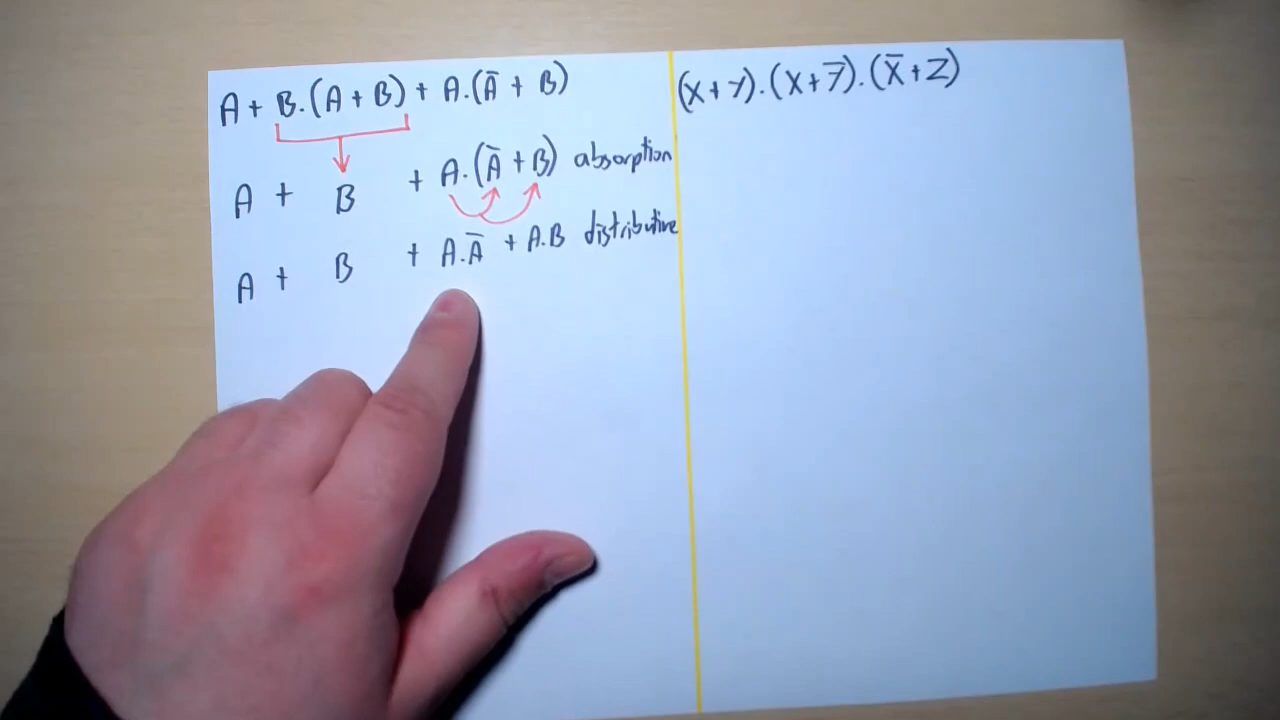 A + B.(A + B) + A.(Ā + B)
A + B + A.(Ā + B) absorption
A + B + A.Ā + A.B distributive
(X+Y).(X+Ȳ).(X̄+Z)